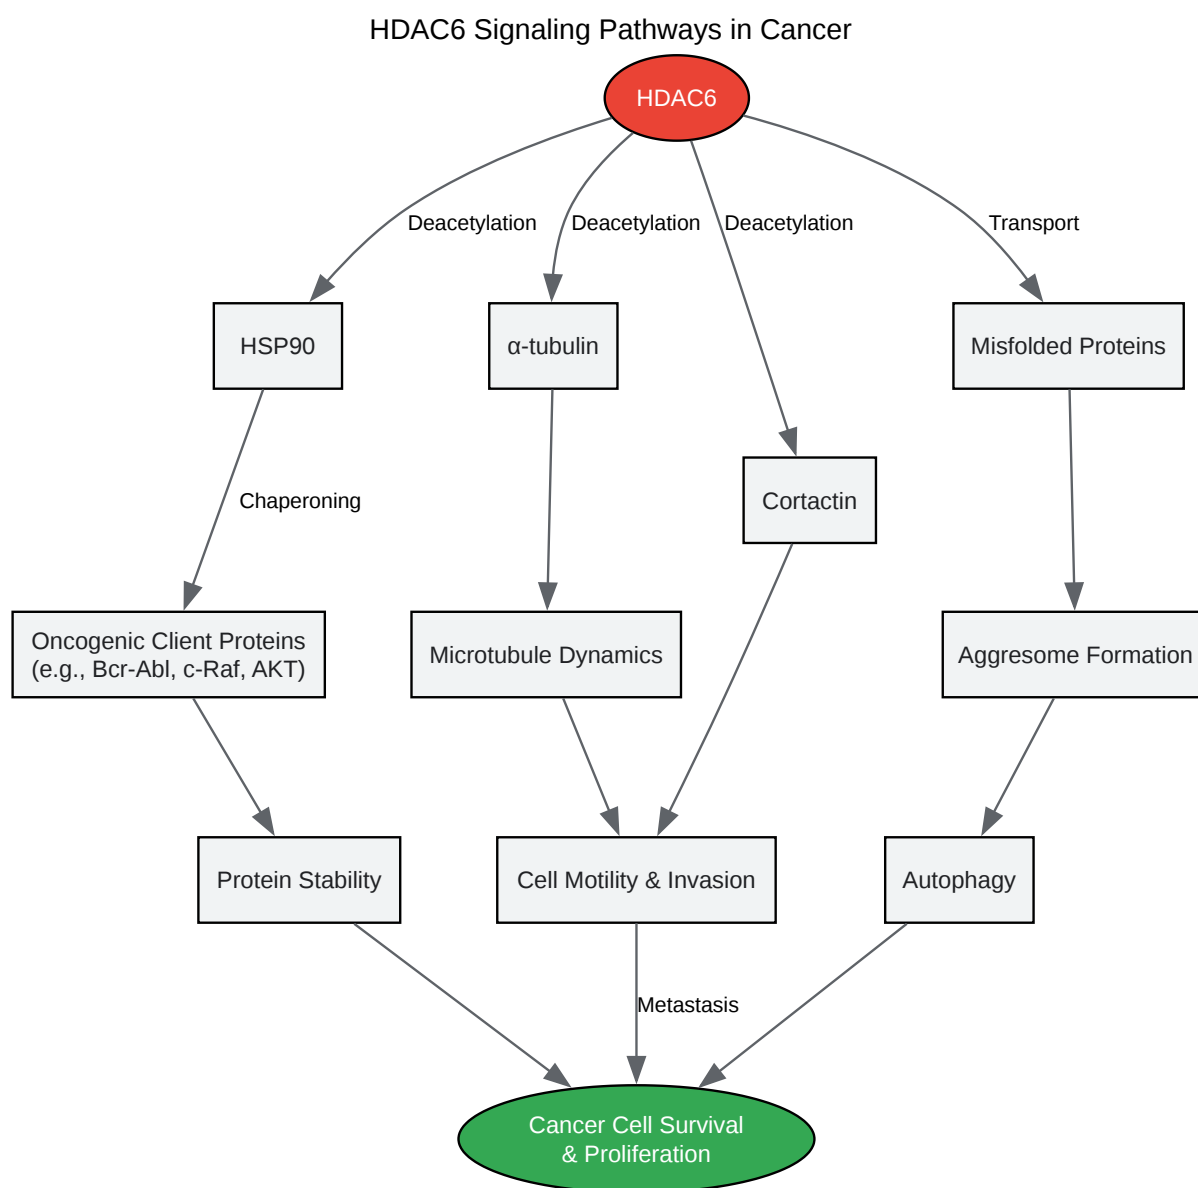 HDAC6 Signaling Pathways in Cancer
HDAC6
Deacetylation
Deacetylation
Deacetylation
Transport
HSP90
α-tubulin
Misfolded Proteins
Chaperoning
Cortactin
Oncogenic Client Proteins
(e.g., Bcr-Abl, c-Raf, AKT)
Microtubule Dynamics
Aggresome Formation
Protein Stability
Cell Motility & Invasion
Autophagy
Metastasis
Cancer Cell Survival
& Proliferation